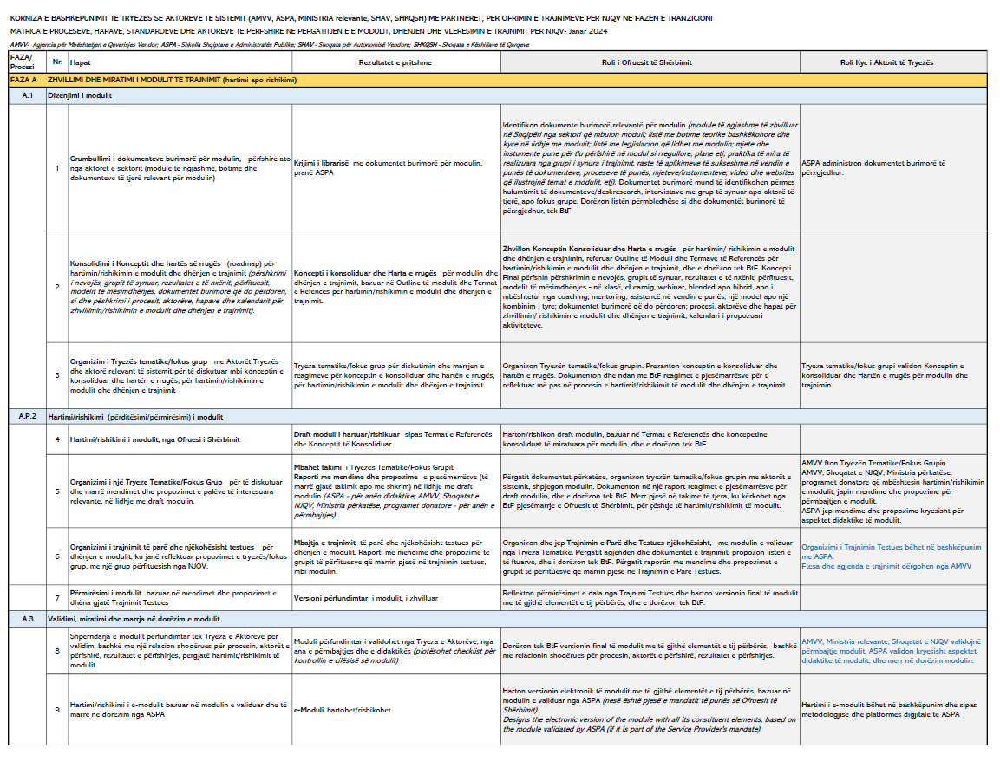 KORNIZA E BASHKEPUNIMIT TE TRYEZES SE AKTOREVE TE SISTEMIT (AMVV, ASPA, MINISTRIA relevante, SHAV, SHKQSH) ME PARTNERET, PER OFRIMIN E TRAJNIMEVE PER NJQV NE FAZEN E TRANZICIONI
MATRICA E PROCESEVE, HAPAVE, STANDARDEVE DHE AKTOREVE TE PERFSHIRE NE PERGATITJEN E E MODULIT, DHENJEN DHE VLERESIMIN E TRAJNIMIT PER NJQV- Janar 2024
AMVV- Agjencia për Mbështetjen e Qeverisjes Vendor; ASPA - Shkolla Shqiptare e Administratës Publike; SHAV - Shoqata për Autonomisë Vendore; SHKQSH - Shoqata e Këshillave të Qarqeve
FAZA/
Procesi
Nr.
Hapat
Rezultatet e pritshme
Roli i Ofruesit të Shërbimit
Roli Kyc i Aktorit të Tryezës
FAZA A
ZHVILLIMI DHE MIRATIMI I MODULIT TE TRAJNIMIT (hartimi apo rishikimi)
A.1
Dizenjimi i modulit
1
Grumbullimi i dokumenteve burimorë për modulin, përfshire ato
nga aktorët e sektorit (module të ngjashme, botime dhe
dokumenteve të tjerë relevant për modulin)
Krijimi i librarisë me dokumentet burimorë për modulin,
pranë ASPA
Identifikon dokumente burimorë relevantë për modulin (module të ngjashme të zhvilluar
në Shqipëri nga sektori që mbulon moduli; listë me botime teorike bashkëkohore dhe
kyce në lidhje me modulit; listë me legjislacion që lidhet me modulin; mjete dhe
instumente pune për t'u përfshirë në modul si rregullore, plane etj; praktika të mira të
realizuara nga grupi i synura i trajnimit, raste të aplikimeve të sukseshme në vendin e
punës të dokumenteve, proceseve të punës, mjeteve/instumenteve; video dhe websites
që ilustrojnë temat e modulit, etj). Dokumentet burimorë mund të identifikohen përmes
hulumtimit të dokumenteve/deskresearch, intervistave me grup të synuar apo aktorë të
tjerë, apo fokus grupe. Dorëzon listën përmbledhëse si dhe dokumentët burimorë të
përzgjedhur, tek BtF
ASPA administron dokumentet burimorë të
përzgjedhur.
2
Konsolidimi i Konceptit dhe hartës së rrugës (roadmap) për
hartimin/rishikimin e modulit dhe dhënjen e trajnimit (përshkrimi
i nevojës, grupit të synuar, rezultatet e të nxënit, përfituesit,
modelit të mësimdhënjes, dokumentet burimorë që do përdoren,
si dhe përshkrimi i procesit, aktorëve, hapave dhe kalendarit për
zhvillimin/rishikimin e modulit dhe dhënjen e trajnimit).
Koncepti i konsoliduar dhe Harta e rrugës për modulin dhe
dhënjen e trajnimit, bazuar në Outline të Modulit dhe Termat
e Refencës për hartimin/rishikimin e modulit dhe dhënjen e
trajnimit.
Zhvillon Konceptin Konsoliduar dhe Harta e rrugës për hartimin/ rishikimin e modulit
dhe dhënjen e trajnimin, referuar Outline të Moduli dhe Termave të Referencës për
hartimin/rishikimin e modulit dhe dhënjen e trajnimit, dhe e dorëzon tek BtF. Koncepti
Final përfshin përshkrimin e nevojës, grupit të synuar, rezultatet e të nxënit, përfituesit,
modelit të mësimdhënjes - në klasë, eLearnig, webinar, blended apo hibrid, apo i
mbështetur nga coaching, mentoring, asistencë në vendin e punës, një model apo një
kombinim i tyre; dokumentet burimorë që do përdoren; procesi, aktorëve dhe hapat për
zhvillimin/ rishikimin e modulit dhe dhënjen e trajnimit, kalendari i propozuari
aktiviteteve.
3
Organizim i Tryezës tematike/fokus grup me Aktorët Tryezës
dhe aktorë relevant të sistemit për të diskutuar mbi konceptin e
konsoliduar dhe hartën e rrugës, për hartimin/rishikimin e
modulit dhe dhënjen e trajnimit
Tryeza tematike/fokus grup për diskutimin dhe marrjen e
reagimeve për konceptin e konsoliduar dhe hartën e rrugës,
për hartimin/rishikimin e modulit dhe dhënjen e trajnimit.
Organizon Tryezën tematike/fokus grupin. Prezanton konceptin e konsoliduar dhe
hartën e rrugës. Dokumenton dhe ndan me BtF reagimet e pjesëmarrësve për t'i
reflektuar më pas në procesin e hartimit/rishikimit të modulit dhe dhënjen e trajnimit.
Tryeza tematike/fokus grupi validon Konceptin e
konsoliduar dhe Hartën e rrugës për modulin dhe
trajnimin.
A.P.2
Hartimi/rishikimi (përditësimi/përmirësimi) i modulit
4
Hartimi/rishikimi i modulit, nga Ofruesi i Shërbimit
Draft moduli i hartuar/rishikuar sipas Termat e Referencës
dhe Konceptit të Konsoliduar
Harton/rishikon draft modulin, bazuar në Termat e Referencës dhe konceptine
konsoliduat të miratuara për modulin, dhe e dorëzon tek BtF
5
Organizimi i një Tryeze Tematike/Fokus Grup për të diskutuar
dhe marrë mendimet dhe propozimet e palëve të interesuara
relevante, në lidhje me draft modulin.
Mbahet takimi i Tryezës Tematike/Fokus Grupit
Raporti me mendime dhe propozime e pjesëmarrësve (të
marrë gjatë takimit apo me shkrim) në lidhje me draft
modulin (ASPA - për anën didaktike; AMVV, Shoqatat e
NJQV, Ministria përkatëse, programet donatore - për anën e
përmbajtjes).
Përgatit dokumentet përkatëse, organizon tryezën tematike/fokus grupin me aktorët e
sistemit, shpjegon modulin. Dokumenton në një raport reagimet e pjesëmarrësve për
draft modulin, dhe e dorëzon tek BtF. Merr pjesë në takime të tjera, ku kërkohet nga
BtF pjesëmarrje e Ofruesit të Shërbimit, për çështje të hartimit/rishikimit të modulit.
AMVV fton Tryezën Tematike/Fokus Grupin
AMVV, Shoqatat e NJQV, Ministria përkatëse,
programet donatore që mbështesin hartimin/rishikimin
e modulit, japin mendime dhe propozime për
përmbajtjen e modulit.
ASPA jep mendime dhe propozime kryesisht për
aspektet didaktike të modulit.
6
Organizimi i trajnimit të parë dhe njëkohësisht testues për
dhënjen e modulit, ku janë reflektuar propozimet e tryezës/fokus
grup, me një grup përfituesish nga NJQV.
Mbajtja e trajnimit të parë dhe njëkohësisht testues për
dhënjen e modulit. Raporti me mendime dhe propozime të
grupit të përfituesve që marrin pjesë në trajnimin testues,
mbi modulin.
Organizon dhe jep Trajnimin e Parë dhe Testues njëkohësisht, me modulin e validuar
nga Tryeza Tematike. Përgatit agjendën dhe dokumentet e trajnimit, propozon listën e
të ftuarve, dhe i dorëzon tek BtF. Përgatit raportin me mendimet dhe propozimet e
grupit të përfituesve që marrin pjesë në Trajnimin e Parë Testues.
Organizimi i Trajnimin Testues bëhet në bashkëpunim
me ASPA.
Ftesa dhe agjenda e trajnimit dërgohen nga AMVV
7
Përmirësimi i modulit bazuar në mendimet dhe propozimet e
dhëna gjatë Trajnimit Testues
Versioni përfundimtar i modulit, i zhvilluar
Reflekton përmirësimet e dala nga Trajnimi Testues dhe harton versionin final të modulit
me të gjithë elementët e tij përbërës, dhe e dorëzon tek BtF.
A.3
Validimi, miratimi dhe marrja në dorëzim e modulit
8
Shpërndarja e modulit përfundimtar tek Tryeza e Aktorëve për
validim, bashkë me një relacion shoqërues për procesin, aktorët e
përfshirë, rezultatet e përfshirjes, pergjatë hartimit/rishikimit të
modulit.
Moduli përfundimtar i validohet nga Tryeza e Aktorëve, nga
ana e përmbajtjes dhe e didaktikës (plotësohet checklist për
kontrollin e cilësisë së modulit)
Dorëzon tek BtF versionin final të modulit me të gjithë elementët e tij përbërës, bashkë
me relacionin shoqërues për procesin, aktorët e përfshirë, rezultatet e përfshirjes.
AMVV, Ministria relevante, Shoqatat e NJQV validojnë
përmbajtje modulit. ASPA validon kryesisht aspektet
didaktike të modulit, dhe merr në dorëzim modulin.
9
Hartimi/rishikimi i e-modulit bazuar në modulin e validuar dhe të
marre në dorëzim nga ASPA
e-Moduli hartohet/rishikohet
Harton versionin elektronik të modulit me të gjithë elementët e tij përbërës, bazuar në
modulin e validuar nga ASPA (nesë është pjesë e mandatit të punës së Ofruesit të
Shërbimit)
Designs the electronic version of the module with all its constituent elements, based on
the module validated by ASPA (if it is part of the Service Provider's mandate)
Hartimi i e-modulit bëhet në bashkëpunim dhe sipas
metodologjisë dhe platformës digjitale të ASPA